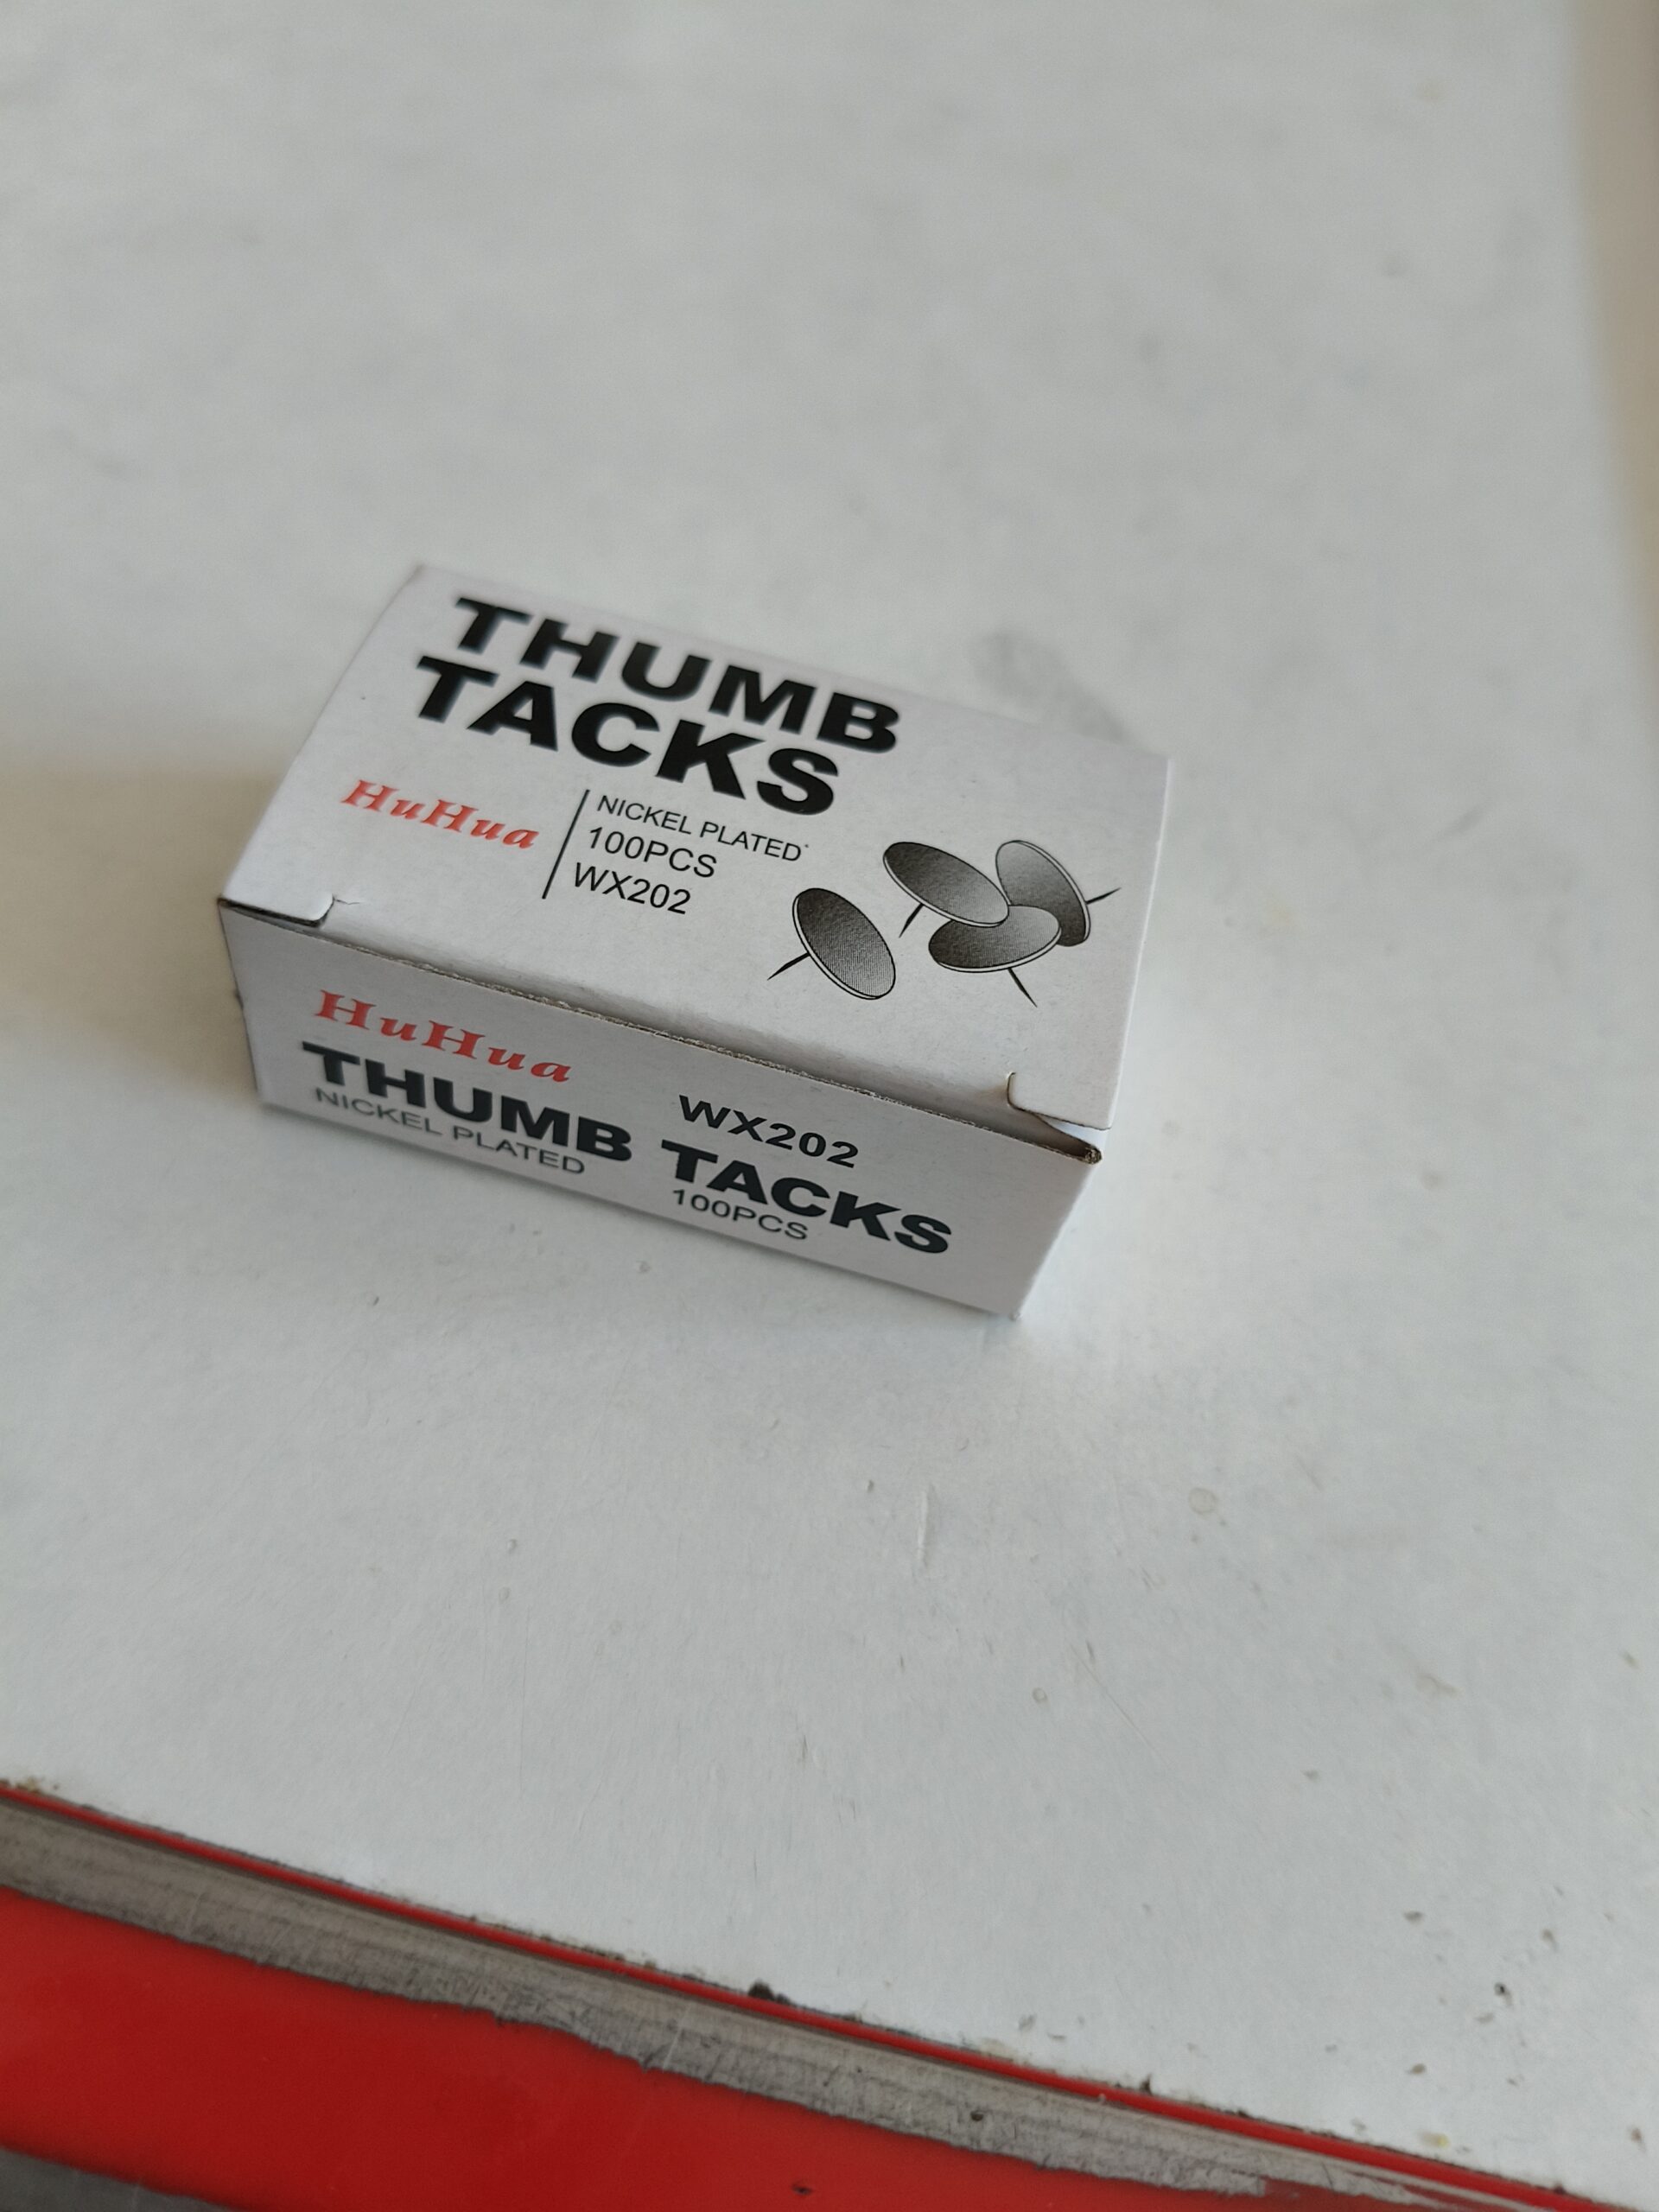 THUMB
TACKS
HuHua
NICKEL PLATED
100PCS
WX202
HuHua
WX202
THUMB TACKS
NICKEL PLATED
100PCS